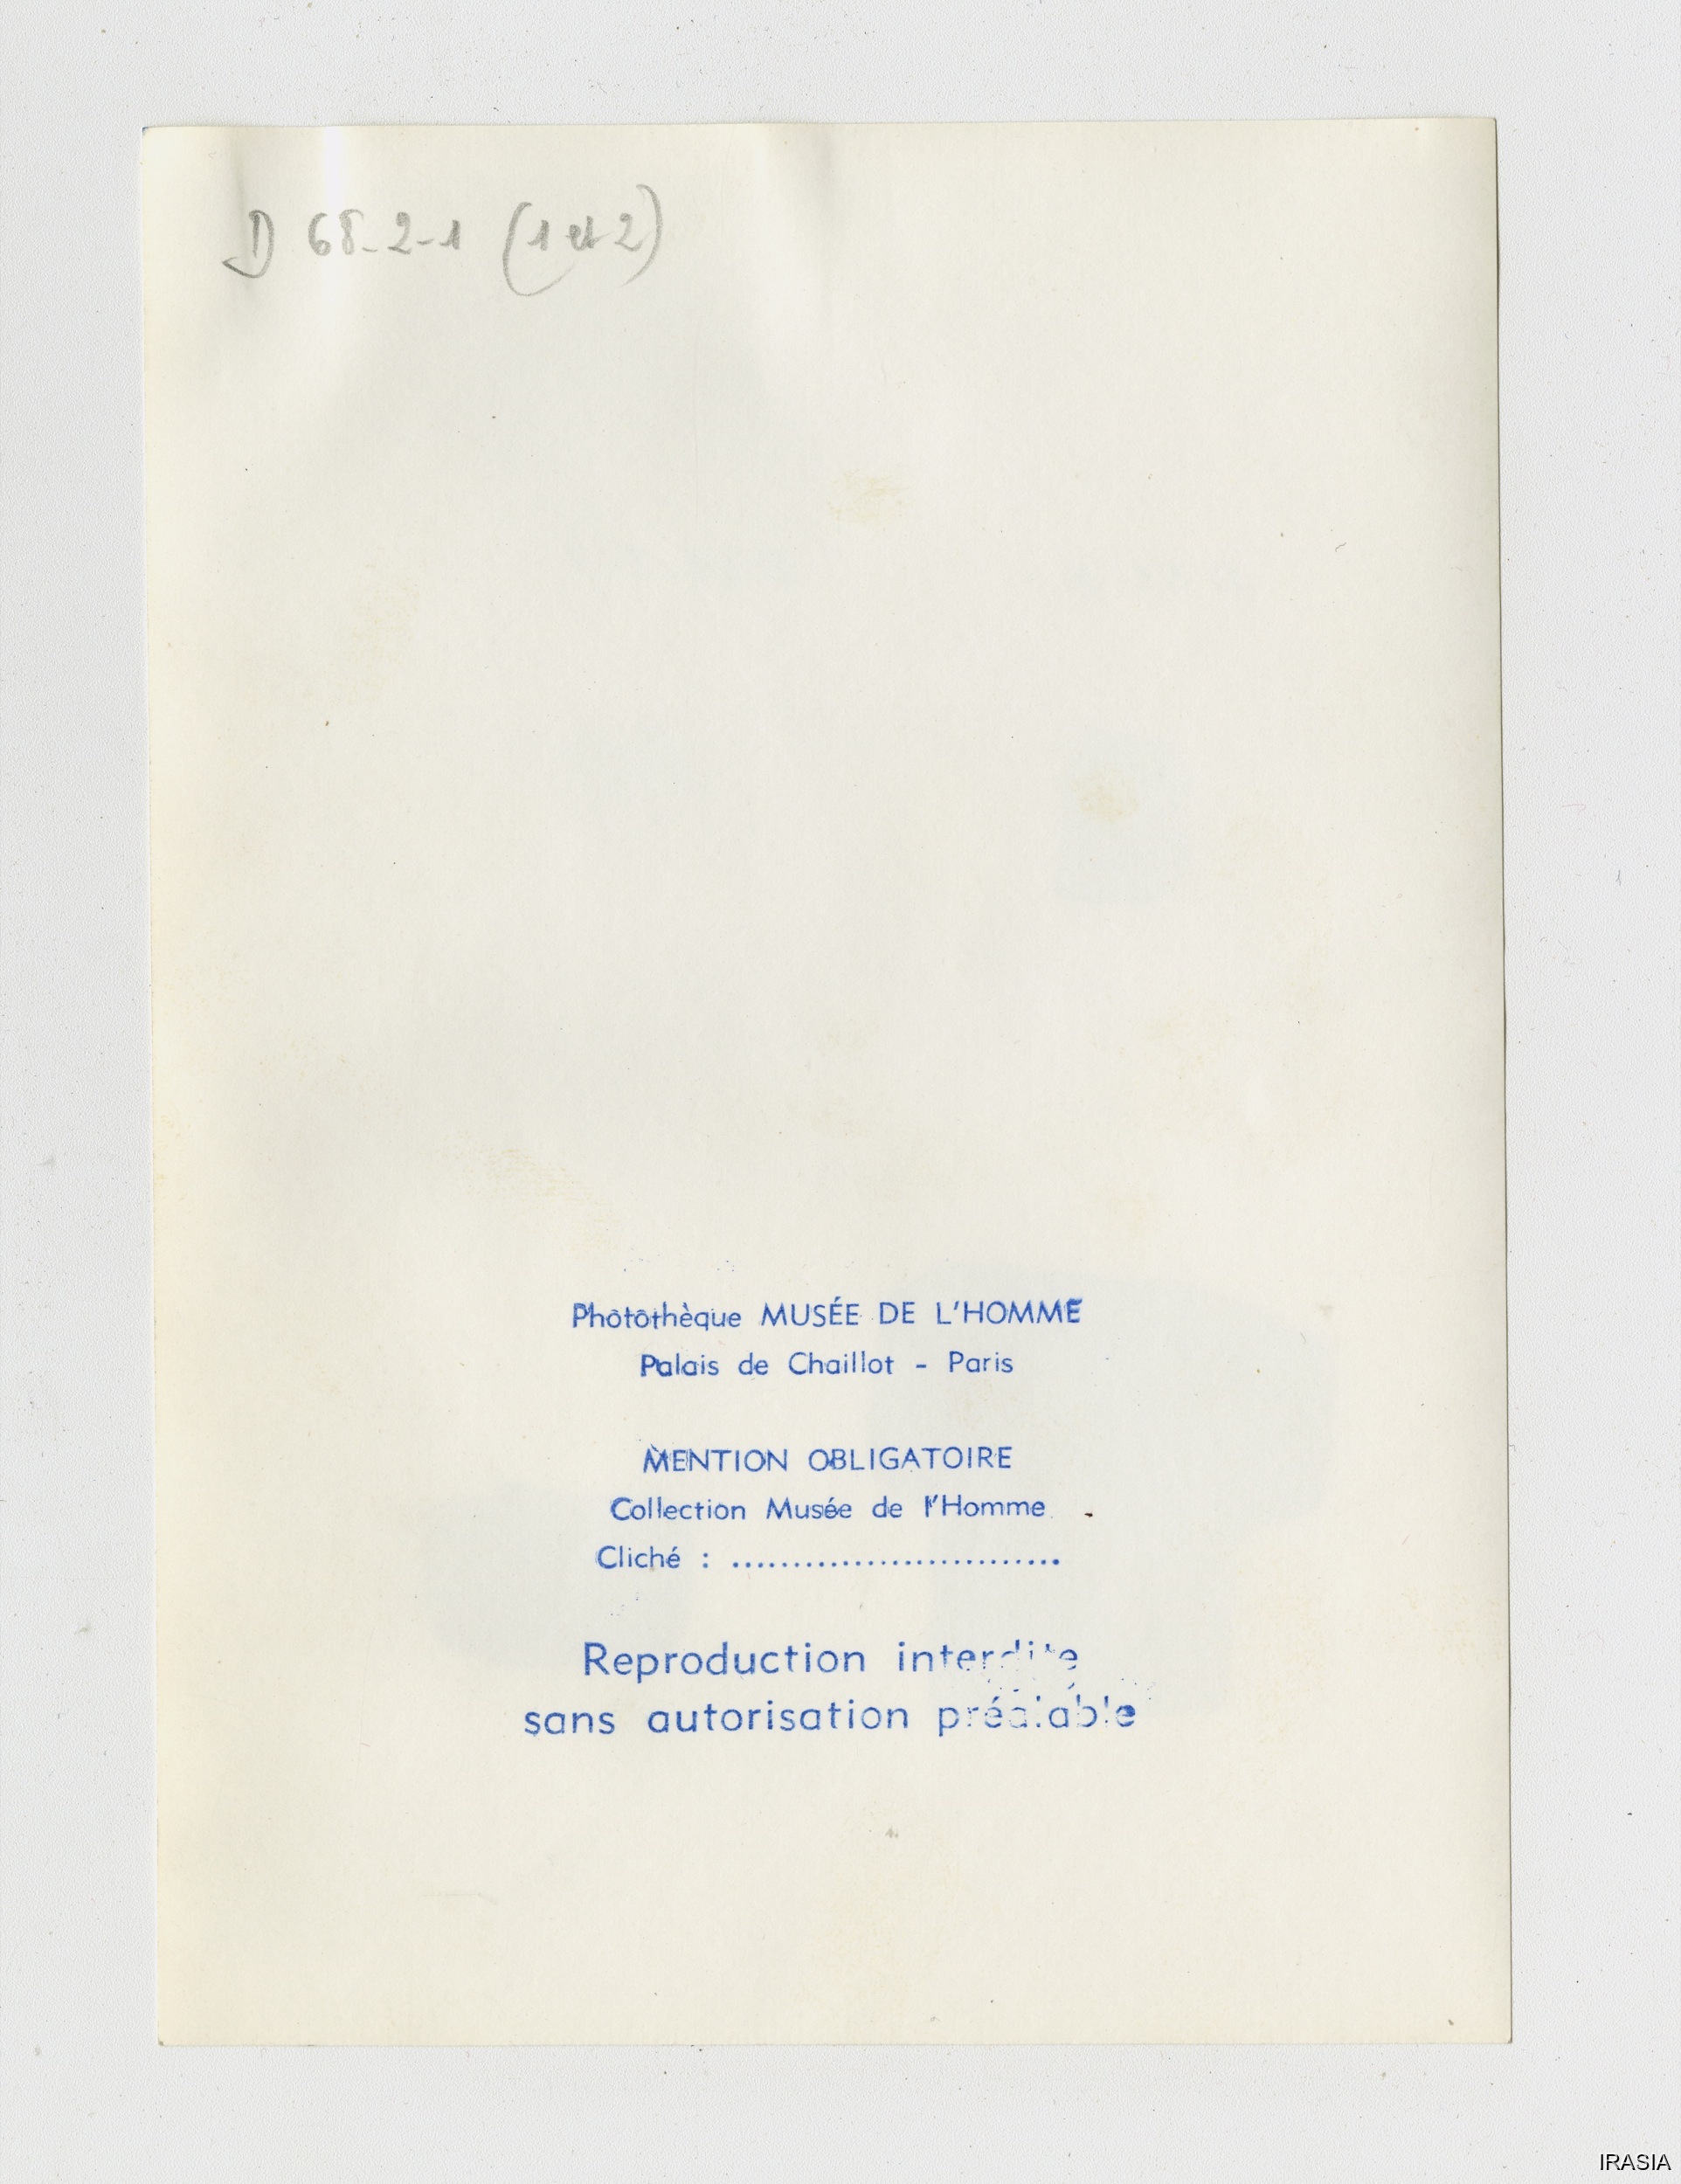 D 68-2-1 (1 et 2)
Photothèque MUSÉE DE L'HOMME
Palais de Chaillot - Paris
MENTION OBLIGATOIRE
Collection Musée de l'Homme
Cliché : ............................
Reproduction interdite
sans autorisation préalable
IRASIA